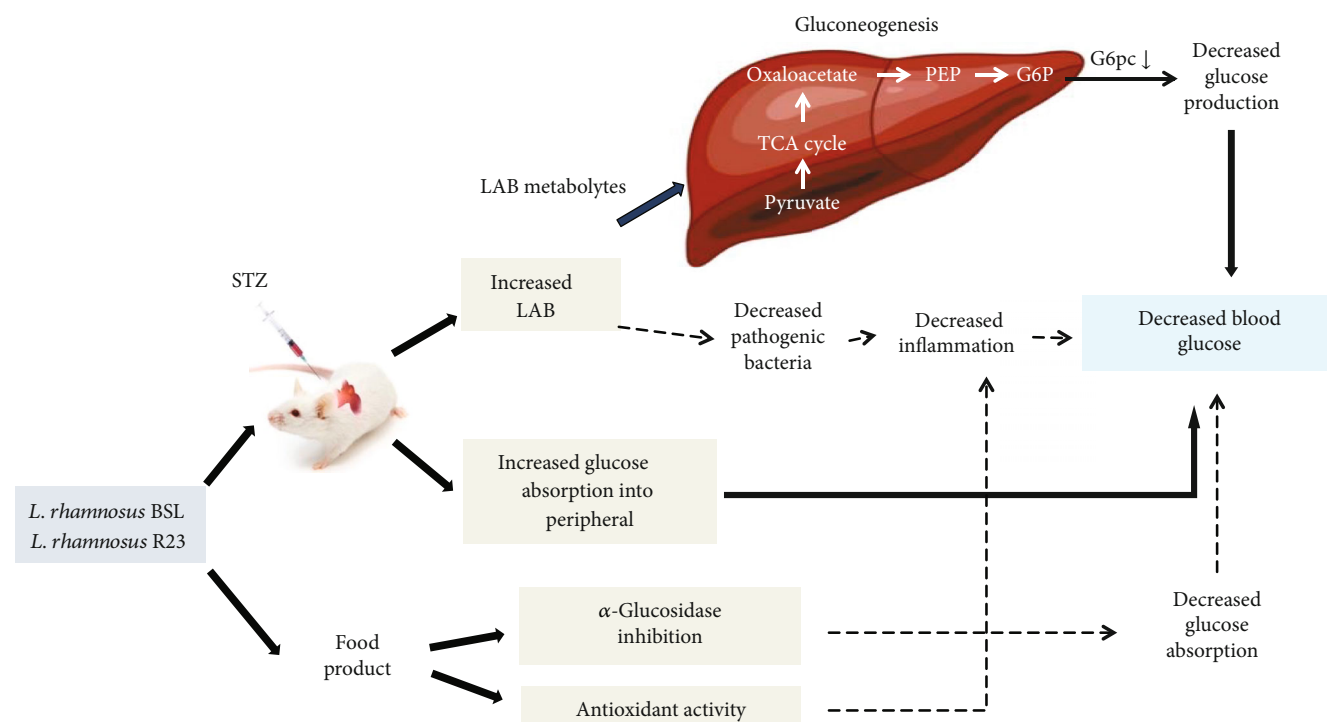 Gluconeogenesis
Oxaloacetate
PEP
G6P
G6pc ↓
Decreased
glucose
production
TCA cycle
Pyruvate
LAB metabolytes
STZ
Increased
LAB
Decreased
pathogenic
bacteria
Decreased
inflammation
Decreased blood
glucose
Increased glucose
absorption into
peripheral
L. rhamnosus BSL
L. rhamnosus R23
Food
product
α-Glucosidase
inhibition
Decreased
glucose
absorption
Antioxidant activity